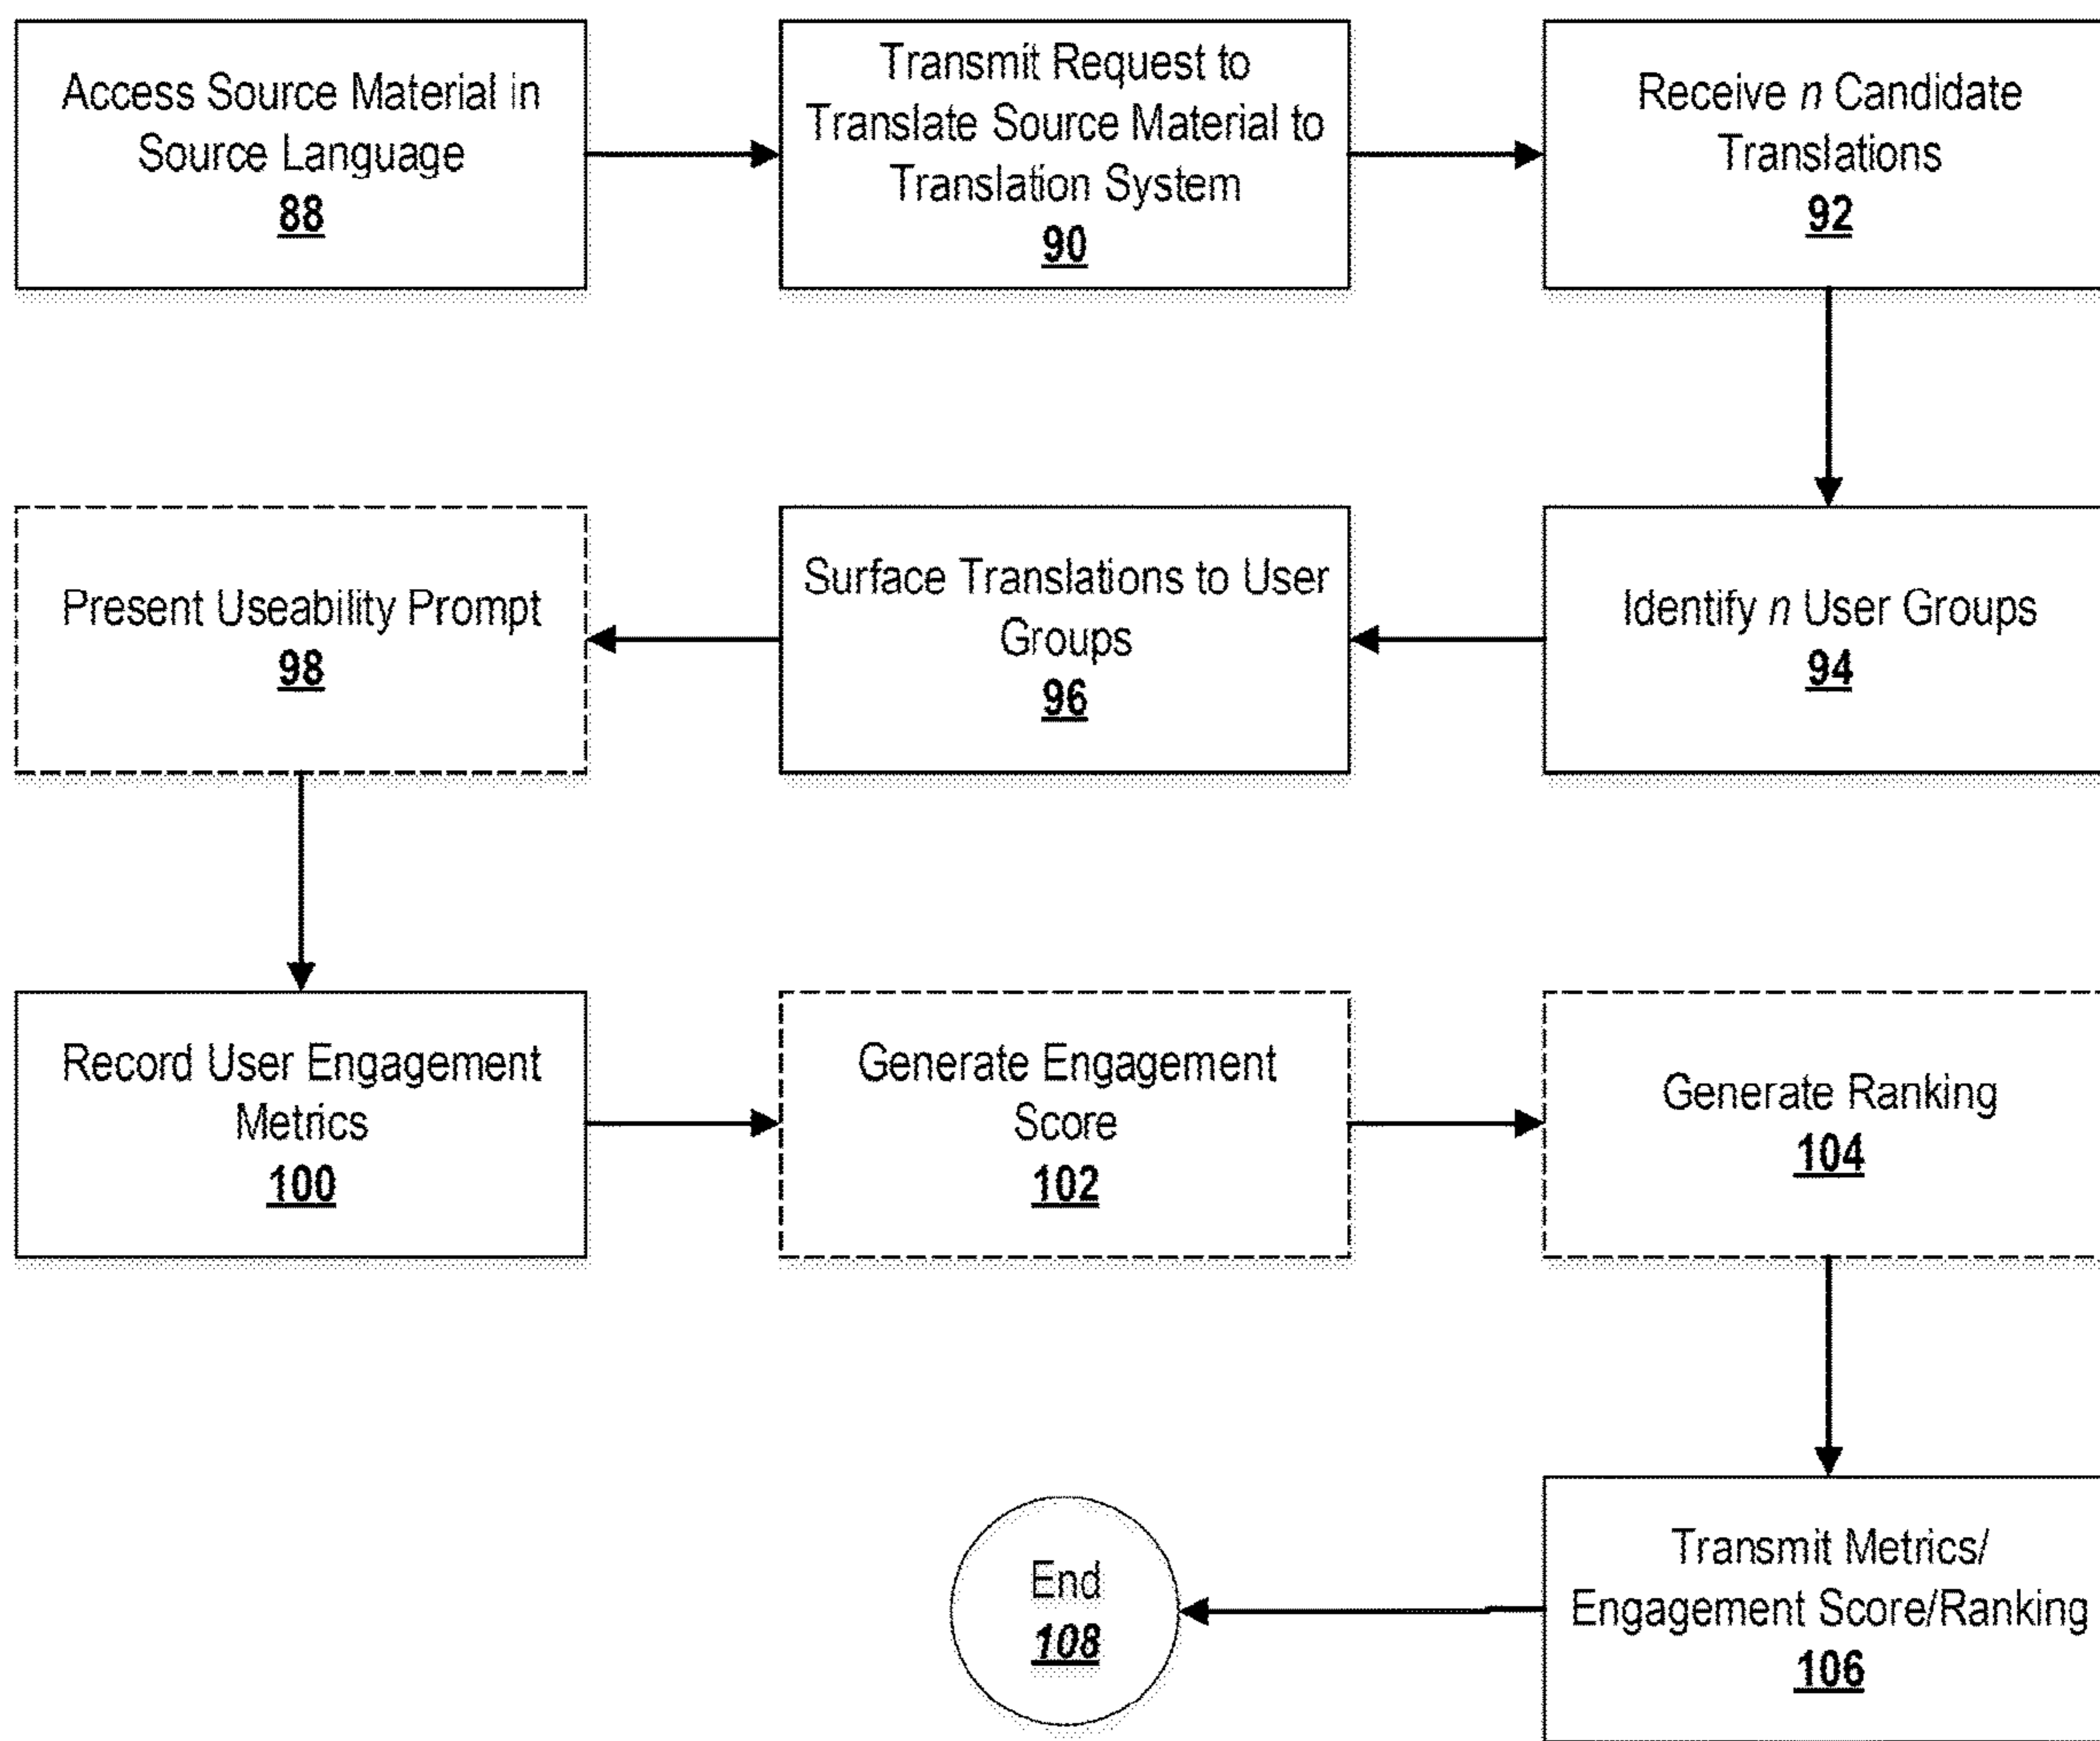 Access Source Material in
Source Language
88
Transmit Request to
Translate Source Material to
Translation System
90
Receive n Candidate
Translations
92
Present Useability Prompt
98
Surface Translations to User
Groups
96
Identify n User Groups
94
Record User Engagement
Metrics
100
Generate Engagement
Score
102
Generate Ranking
104
End
108
Transmit Metrics/
Engagement Score/Ranking
106